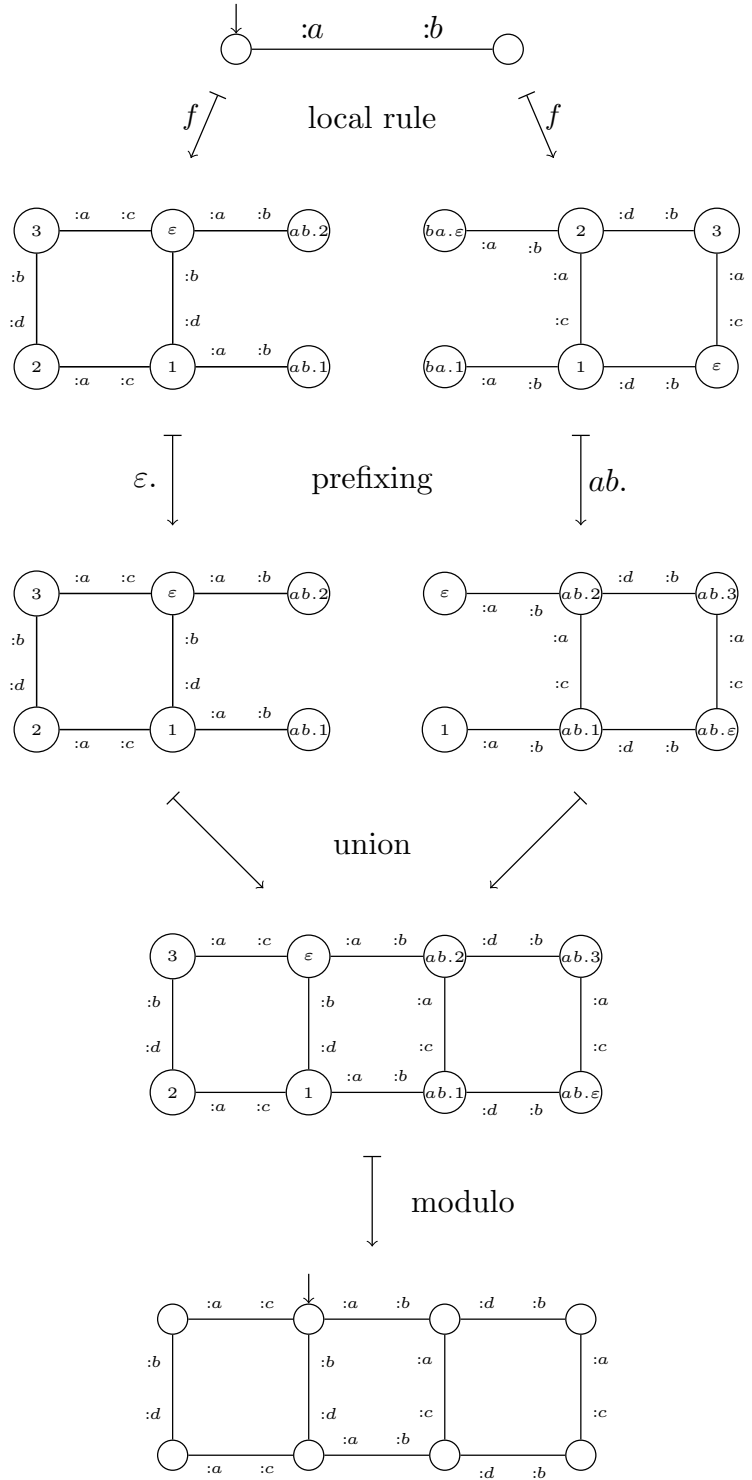 :a :b
f local rule f
3 :a :c ε :a :b ab.2 ba.ε :a :b 2 :d :b 3
:b :b :a :a
:d :d :c :c
2 :a :c 1 :a :b ab.1 ba.1 :a :b 1 :d :b ε
ε. prefixing ab.
3 :a :c ε :a :b ab.2 ε :a :b ab.2 :d :b ab.3
:b :b :a :a
:d :d :c :c
2 :a :c 1 :a :b ab.1 1 :a :b ab.1 :d :b ab.ε
union
3 :a :c ε :a :b ab.2 :d :b ab.3
:b :b :a :a
:d :d :c :c
2 :a :c 1 :a :b ab.1 :d :b ab.ε
modulo
:a :c :a :b :d :b
:b :b :a :a
:d :d :c :c
:a :c :a :b :d :b